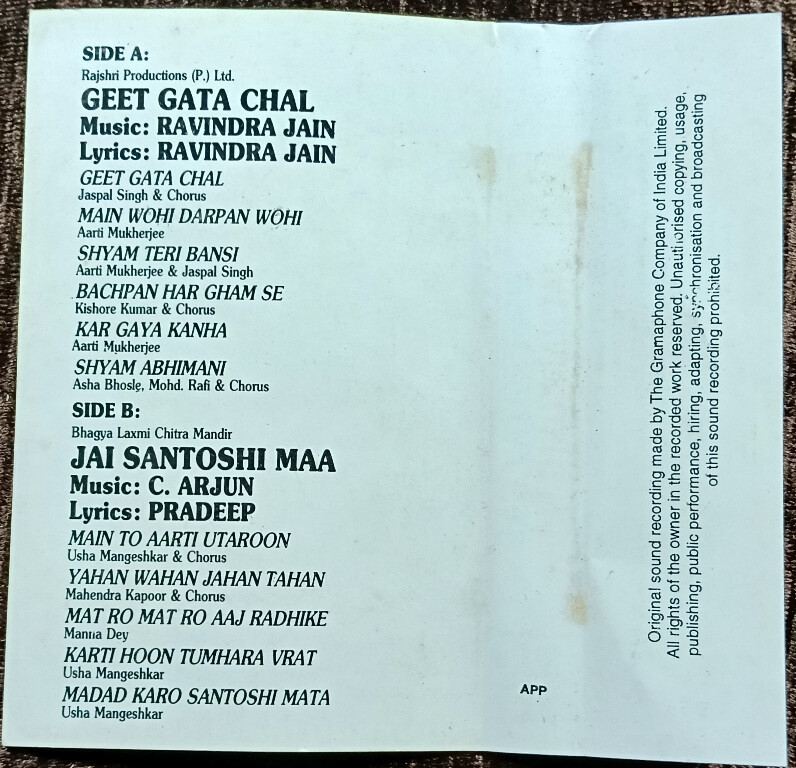 SIDE A:
Rajshri Productions (P.) Ltd.
GEET GATA CHAL
Music: RAVINDRA JAIN
Lyrics: RAVINDRA JAIN
GEET GATA CHAL
Jaspal Singh & Chorus
MAIN WOHI DARPAN WOHI
Aarti Mukherjee
SHYAM TERI BANSI
Aarti Mukherjee & Jaspal Singh
BACHPAN HAR GHAM SE
Kishore Kumar & Chorus
KAR GAYA KANHA
Aarti Mukherjee
SHYAM ABHIMANI
Asha Bhosle, Mohd. Rafi & Chorus
SIDE B:
Bhagya Laxmi Chitra Mandir
JAI SANTOSHI MAA
Music: C. ARJUN
Lyrics: PRADEEP
MAIN TO AARTI UTAROON
Usha Mangeshkar & Chorus
YAHAN WAHAN JAHAN TAHAN
Mahendra Kapoor & Chorus
MAT RO MAT RO AAJ RADHIKE
Manna Dey
KARTI HOON TUMHARA VRAT
Usha Mangeshkar
MADAD KARO SANTOSHI MATA
Usha Mangeshkar
APP
Original sound recording made by The Gramaphone Company of India Limited.
All rights of the owner in the recorded work reserved. Unauthorised copying, usage,
publishing, public performance, hiring, adapting, synchronisation and broadcasting
of this sound recording prohibited.